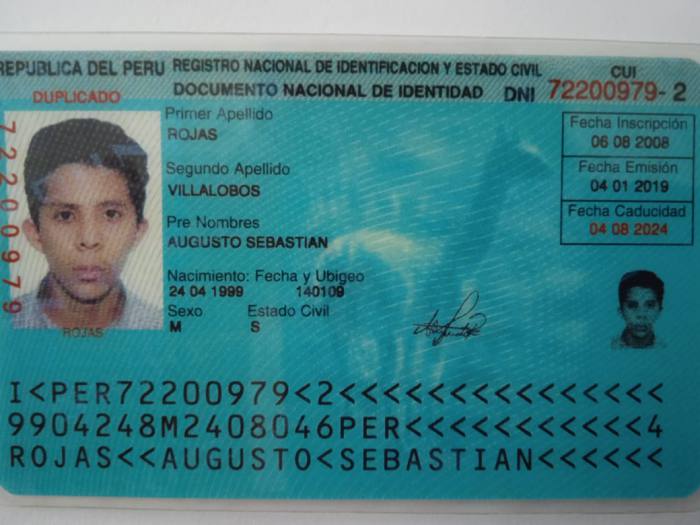 REPUBLICA DEL PERU REGISTRO NACIONAL DE IDENTIFICACION Y ESTADO CIVIL CUI
DUPLICADO DOCUMENTO NACIONAL DE IDENTIDAD DNI 72200979- 2
72200979
Primer Apellido
ROJAS
Segundo Apellido
VILLALOBOS
Pre Nombres
AUGUSTO SEBASTIAN
Nacimiento: Fecha y Ubigeo
24 04 1999 140109
Sexo Estado Civil
M S
Fecha Inscripción
06 08 2008
Fecha Emisión
04 01 2019
Fecha Caducidad
04 08 2024
ROJAS
I<PER72200979<2<<<<<<<<<<<<<<<
9904248M2408046PER<<<<<<<<<<<4
ROJAS<<AUGUSTO<SEBASTIAN<<<<<<